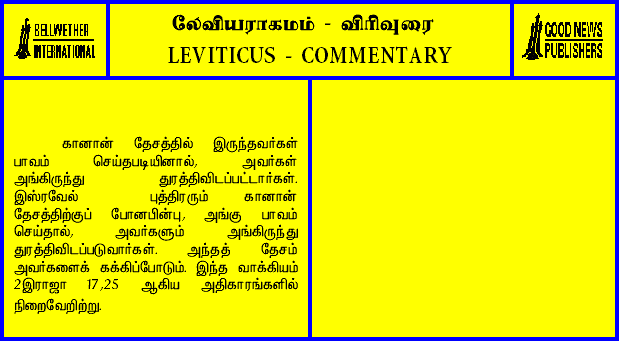 BELLWETHER
INTERNATIONAL
லேவியராகமம் - விரிவுரை
LEVITICUS - COMMENTARY
GOOD NEWS
PUBLISHERS
கானான் தேசத்தில் இருந்தவர்கள்
பாவம் செய்தபடியினால், அவர்கள்
அங்கிருந்து துரத்திவிடப்பட்டார்கள்.
இஸ்ரவேல் புத்திரரும் கானான்
தேசத்திற்குப் போனபின்பு, அங்கு பாவம்
செய்தால், அவர்களும் அங்கிருந்து
துரத்திவிடப்படுவார்கள். அந்தத் தேசம்
அவர்களைக் கக்கிப்போடும். இந்த வாக்கியம்
2இராஜா 17,25 ஆகிய அதிகாரங்களில்
நிறைவேறிற்று.